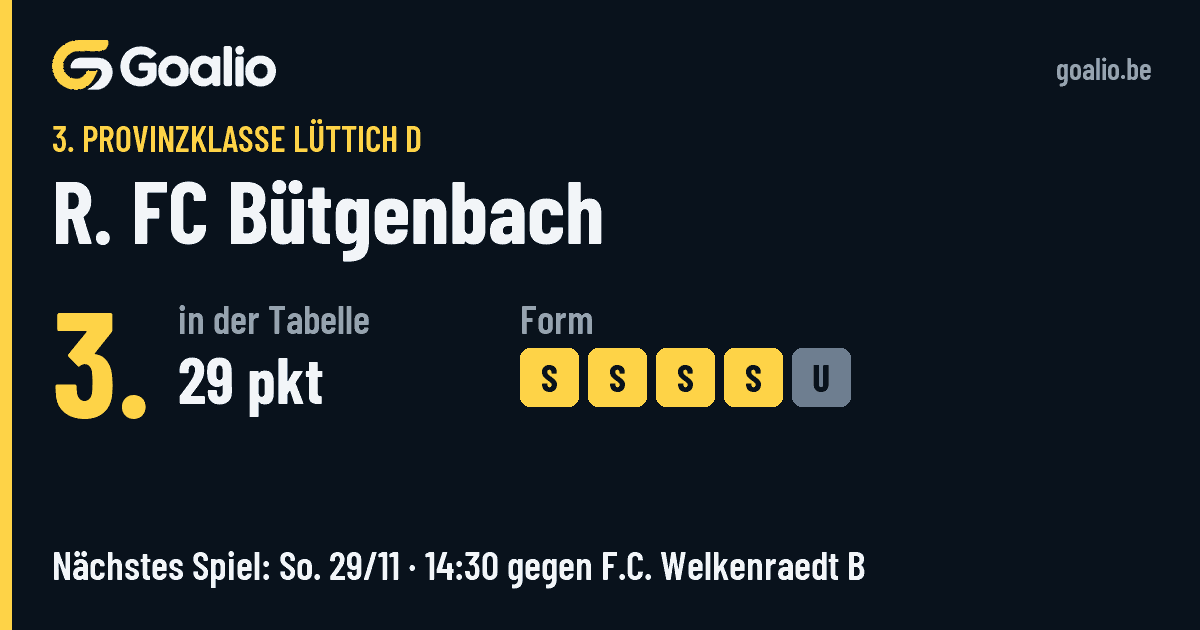 Goalio
goalio.be
3. PROVINZKLASSE LÜTTICH D
R. FC Bütgenbach
3.
in der Tabelle
29 pkt
Form
S S S S U
Nächstes Spiel: So. 29/11 · 14:30 gegen F.C. Welkenraedt B